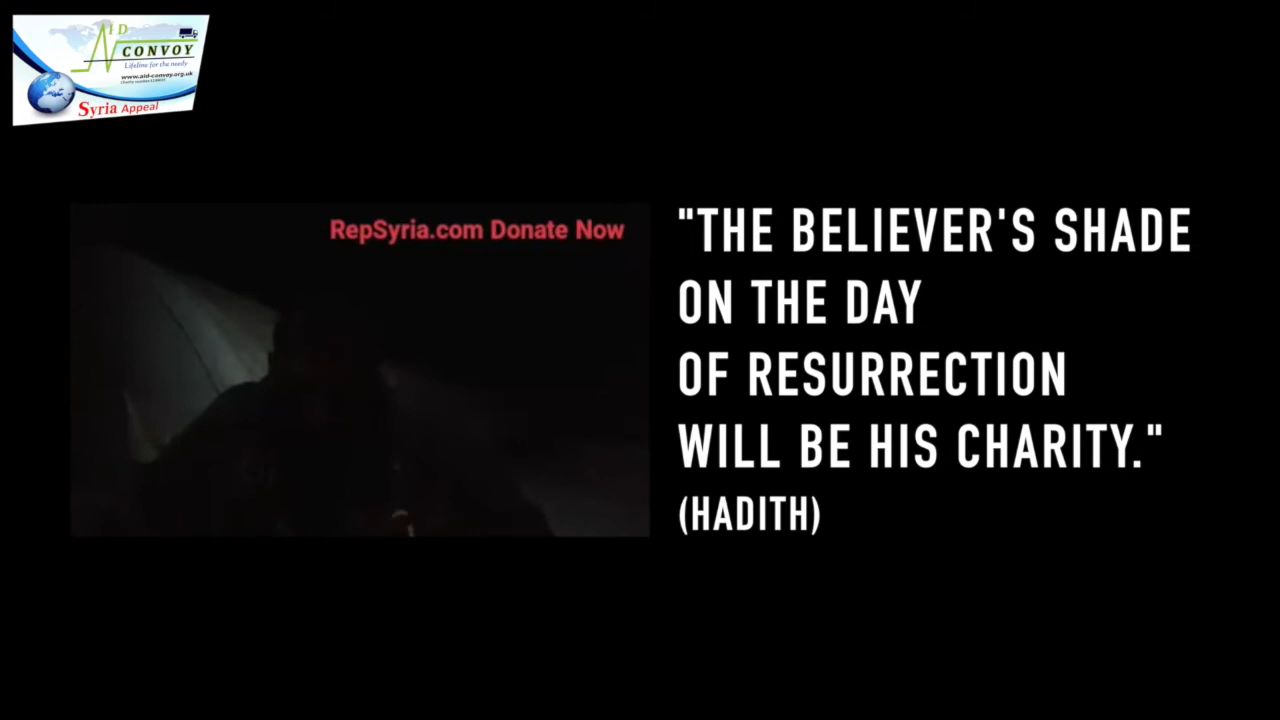 AID
CONVOY
Lifeline for the needy
www.aid-convoy.org.uk
Syria Appeal
RepSyria.com Donate Now
"THE BELIEVER'S SHADE
ON THE DAY
OF RESURRECTION
WILL BE HIS CHARITY."
(HADITH)